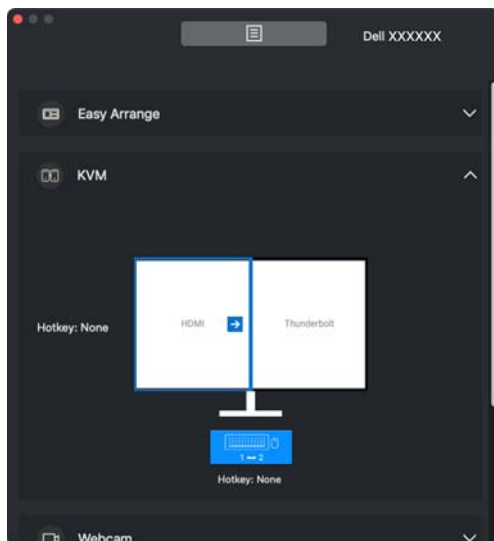 Dell XXXXXX
Easy Arrange
KVM
Hotkey: None
HDMI
Thunderbolt
1 2
Hotkey: None
Webcam